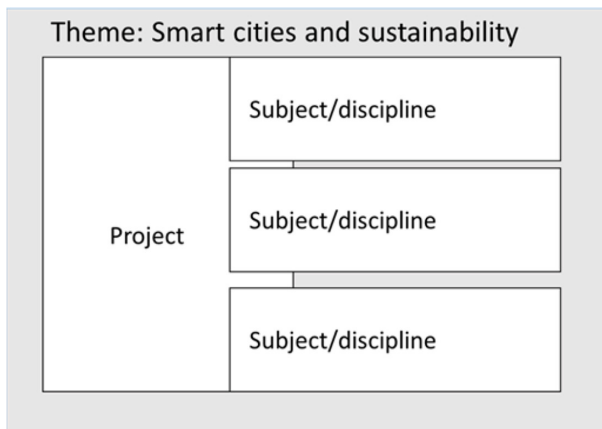 Theme: Smart cities and sustainability
Subject/discipline
Subject/discipline
Project
Subject/discipline